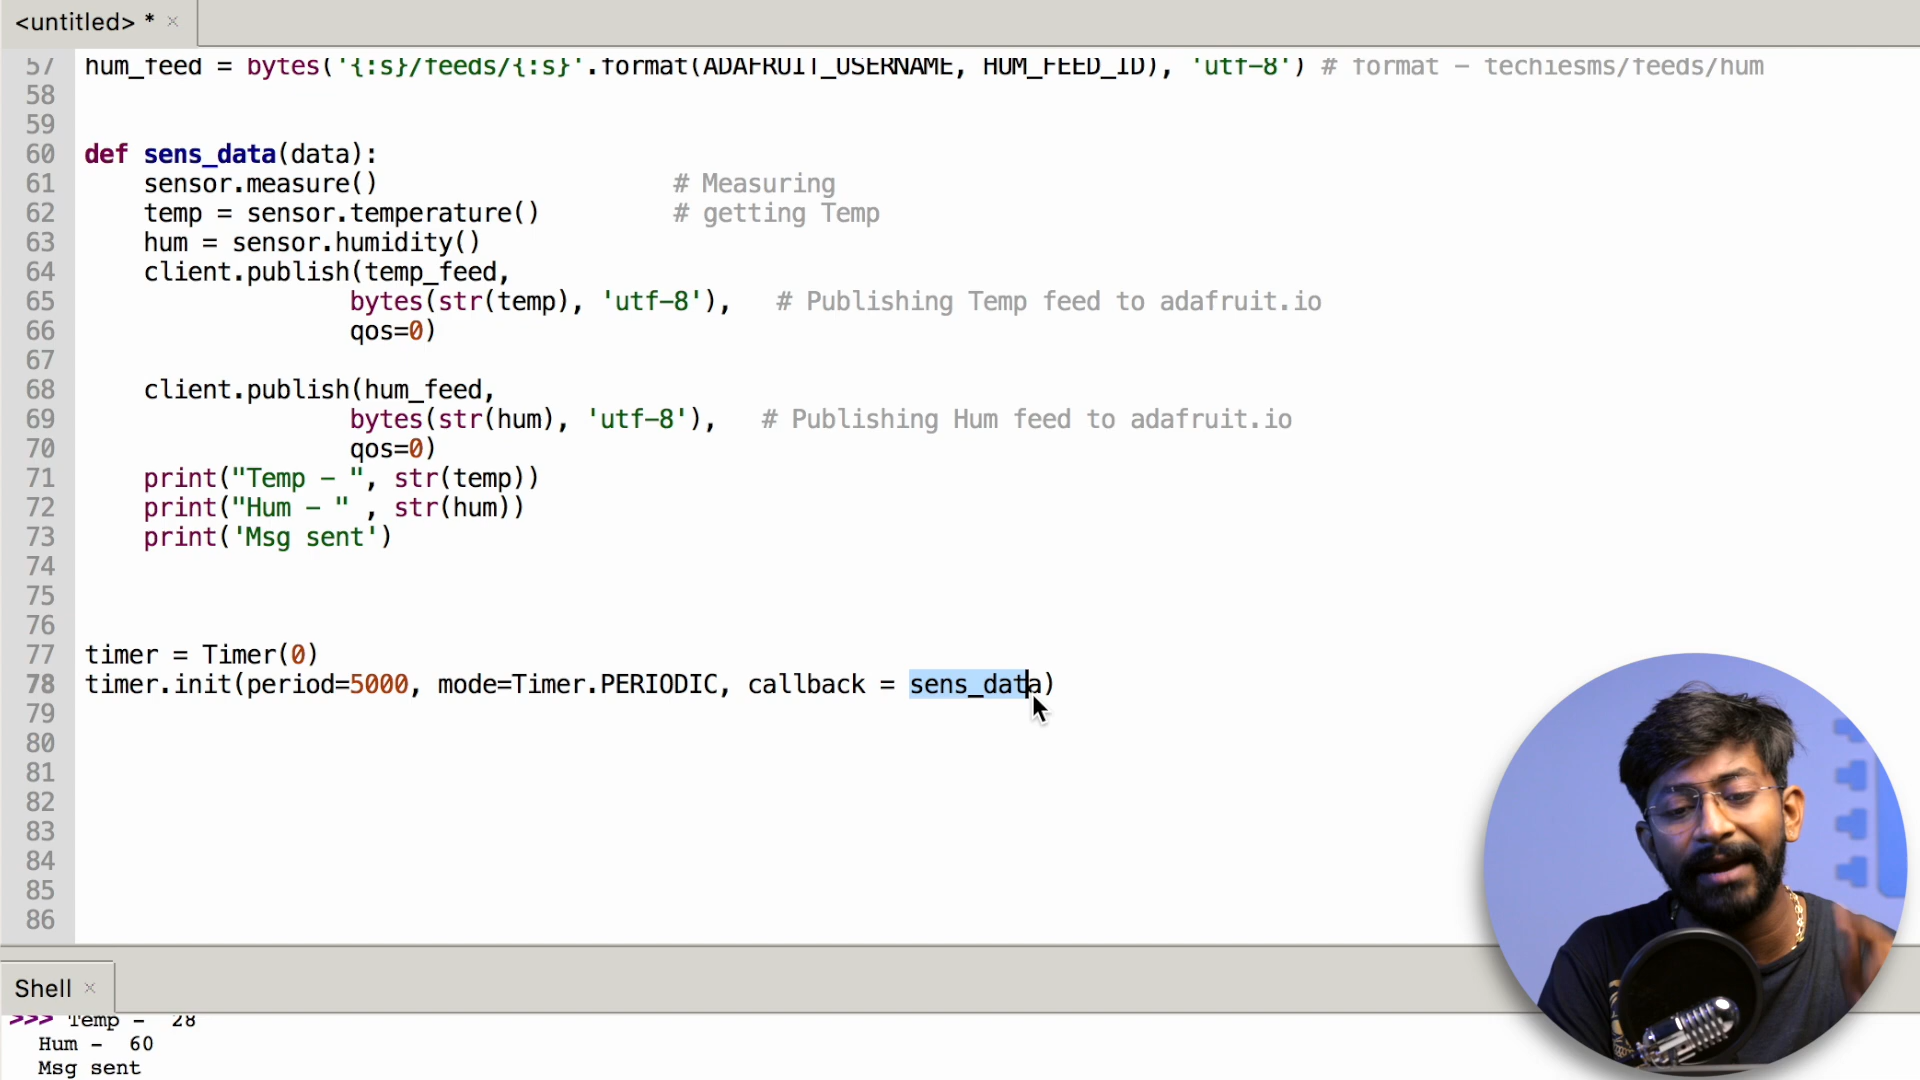 <untitled> *
57 hum_feed = bytes('{:s}/feeds/{:s}'.format(ADAFRUIT_USERNAME, HUM_FEED_ID), 'utf-8') # format - techiesms/feeds/hum
58
59
60 def sens_data(data):
61 sensor.measure() # Measuring
62 temp = sensor.temperature() # getting Temp
63 hum = sensor.humidity()
64 client.publish(temp_feed,
65 bytes(str(temp), 'utf-8'), # Publishing Temp feed to adafruit.io
66 qos=0)
67
68 client.publish(hum_feed,
69 bytes(str(hum), 'utf-8'), # Publishing Hum feed to adafruit.io
70 qos=0)
71 print("Temp - ", str(temp))
72 print("Hum - " , str(hum))
73 print('Msg sent')
74
75
76
77 timer = Timer(0)
78 timer.init(period=5000, mode=Timer.PERIODIC, callback = sens_data)
79
80
81
82
83
84
85
86
Shell
>>> Temp - 28
Hum - 60
Msg sent